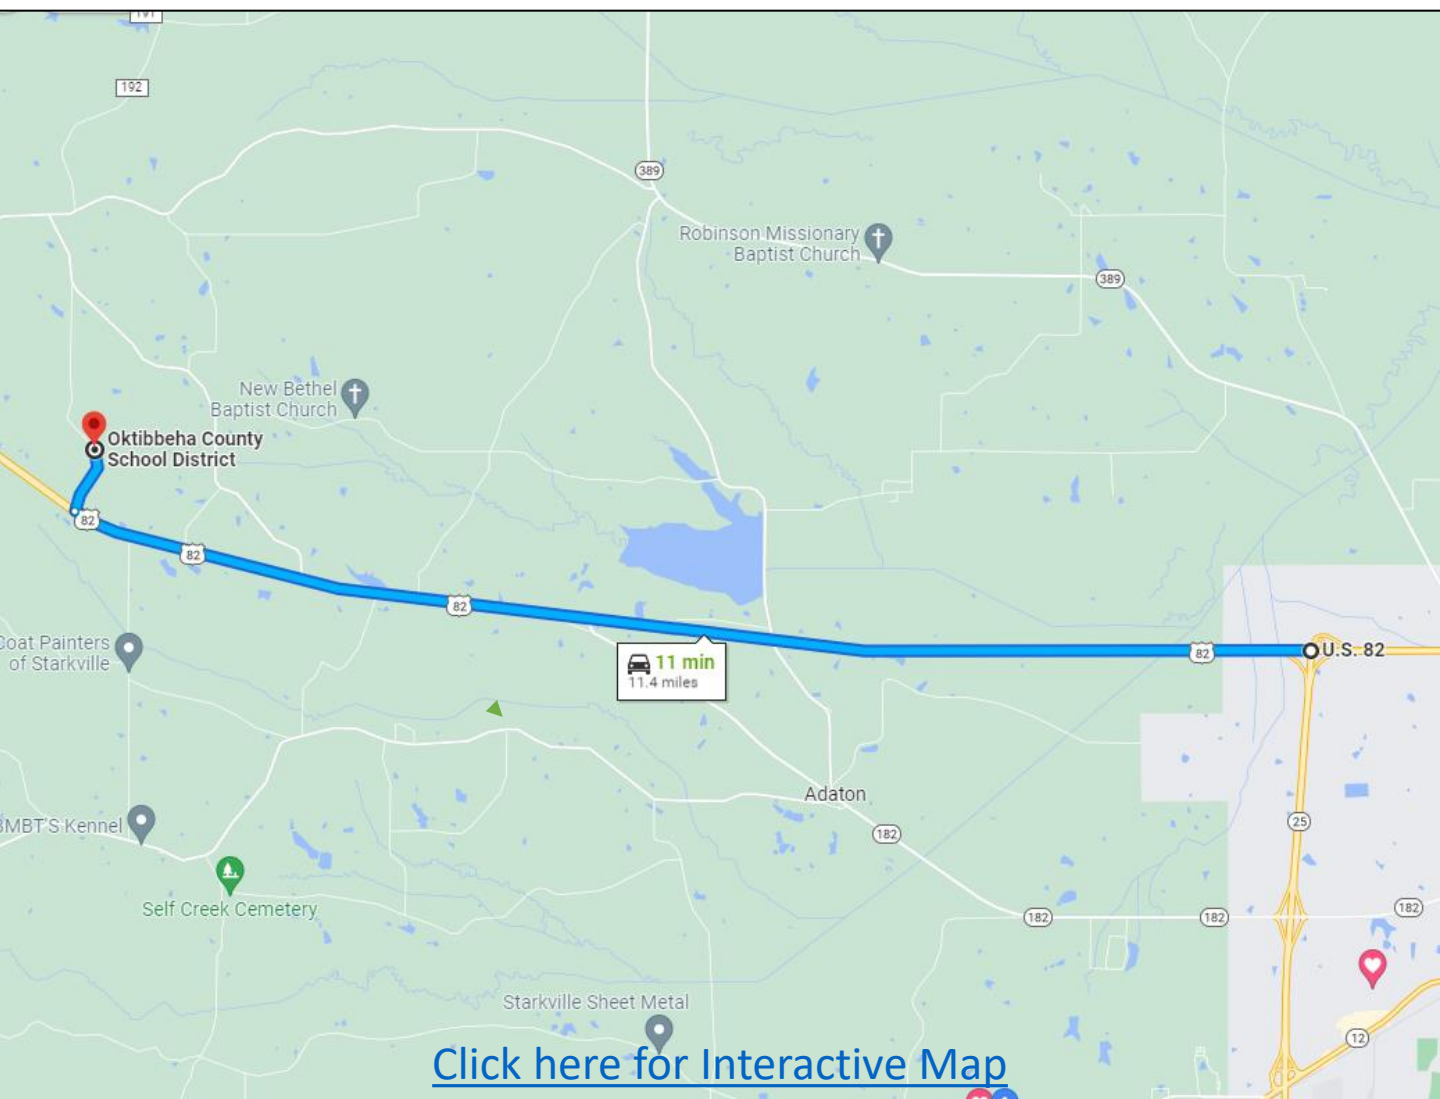 191
192
389
Robinson Missionary
Baptist Church
389
New Bethel
Baptist Church
Oktibbeha County
School District
82
82
82
Coat Painters
of Starkville
11 min
11.4 miles
82
U.S. 82
Adaton
182
25
BMBT'S Kennel
Self Creek Cemetery
182
182
182
Starkville Sheet Metal
12
Click here for Interactive Map